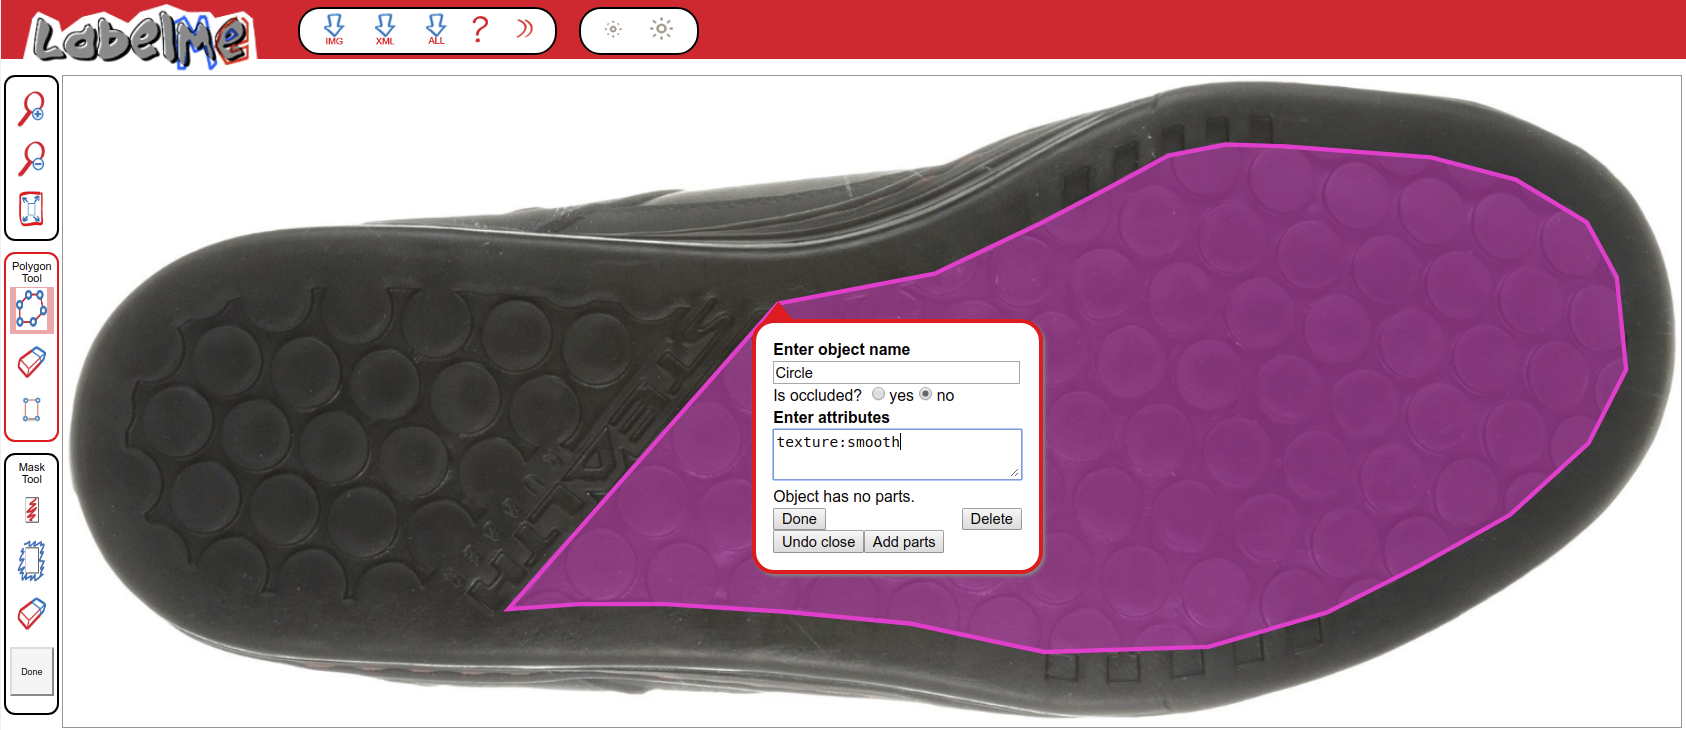 LabelMe
IMG
XML
ALL
?
Polygon
Tool
Mask
Tool
Done
Enter object name
Circle
Is occluded? yes no
Enter attributes
texture:smooth
Object has no parts.
Done Delete
Undo close Add parts